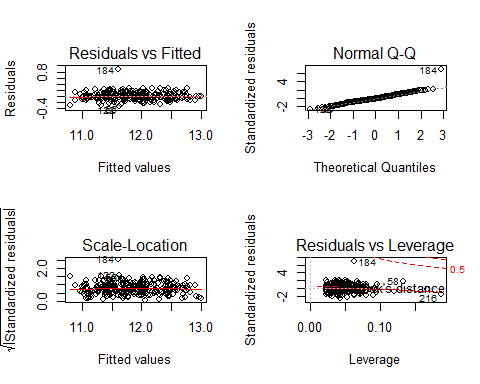 Residuals vs Fitted
Residuals
0.8
-0.4
184
11.0 12.0 13.0
Fitted values
Normal Q-Q
Standardized residuals
4
-2
184
-3 -2 -1 0 1 2 3
Theoretical Quantiles
Scale-Location
√|Standardized residuals|
2.0
0.0
184
11.0 12.0 13.0
Fitted values
Residuals vs Leverage
Standardized residuals
4
-2
184
58
distance
216
0.5
0.00 0.10
Leverage